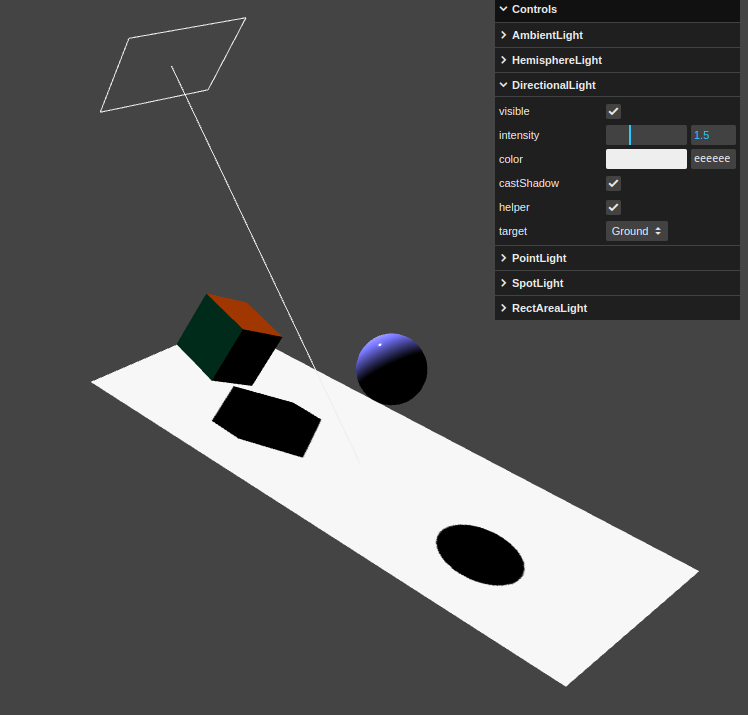 Controls
AmbientLight
HemisphereLight
DirectionalLight
visible
intensity 1.5
color eeeeee
castShadow
helper
target Ground
PointLight
SpotLight
RectAreaLight